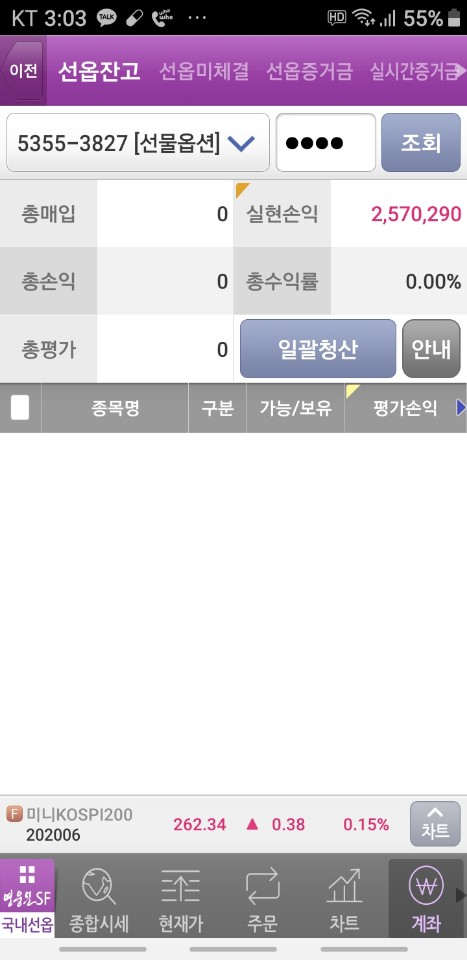 KT 3:03 TALK who who ... HD 55%
이전 선옵잔고 선옵미체결 선옵증거금 실시간증거금
5355-3827 [선물옵션] ●●●● 조회
총매입 0 실현손익 2,570,290
총손익 0 총수익률 0.00%
총평가 0 일괄청산 안내
종목명 구분 가능/보유 평가손익
F 미니KOSPI200
202006 262.34 ▲ 0.38 0.15% 차트
영웅문SF
국내선옵 종합시세 현재가 주문 차트 계좌